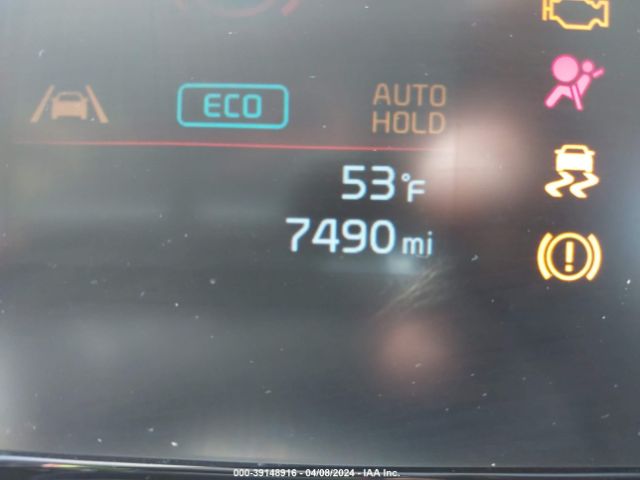 ECO
AUTO
HOLD
53°F
7490 mi
000-39148916 - 04/08/2024 - IAA Inc.